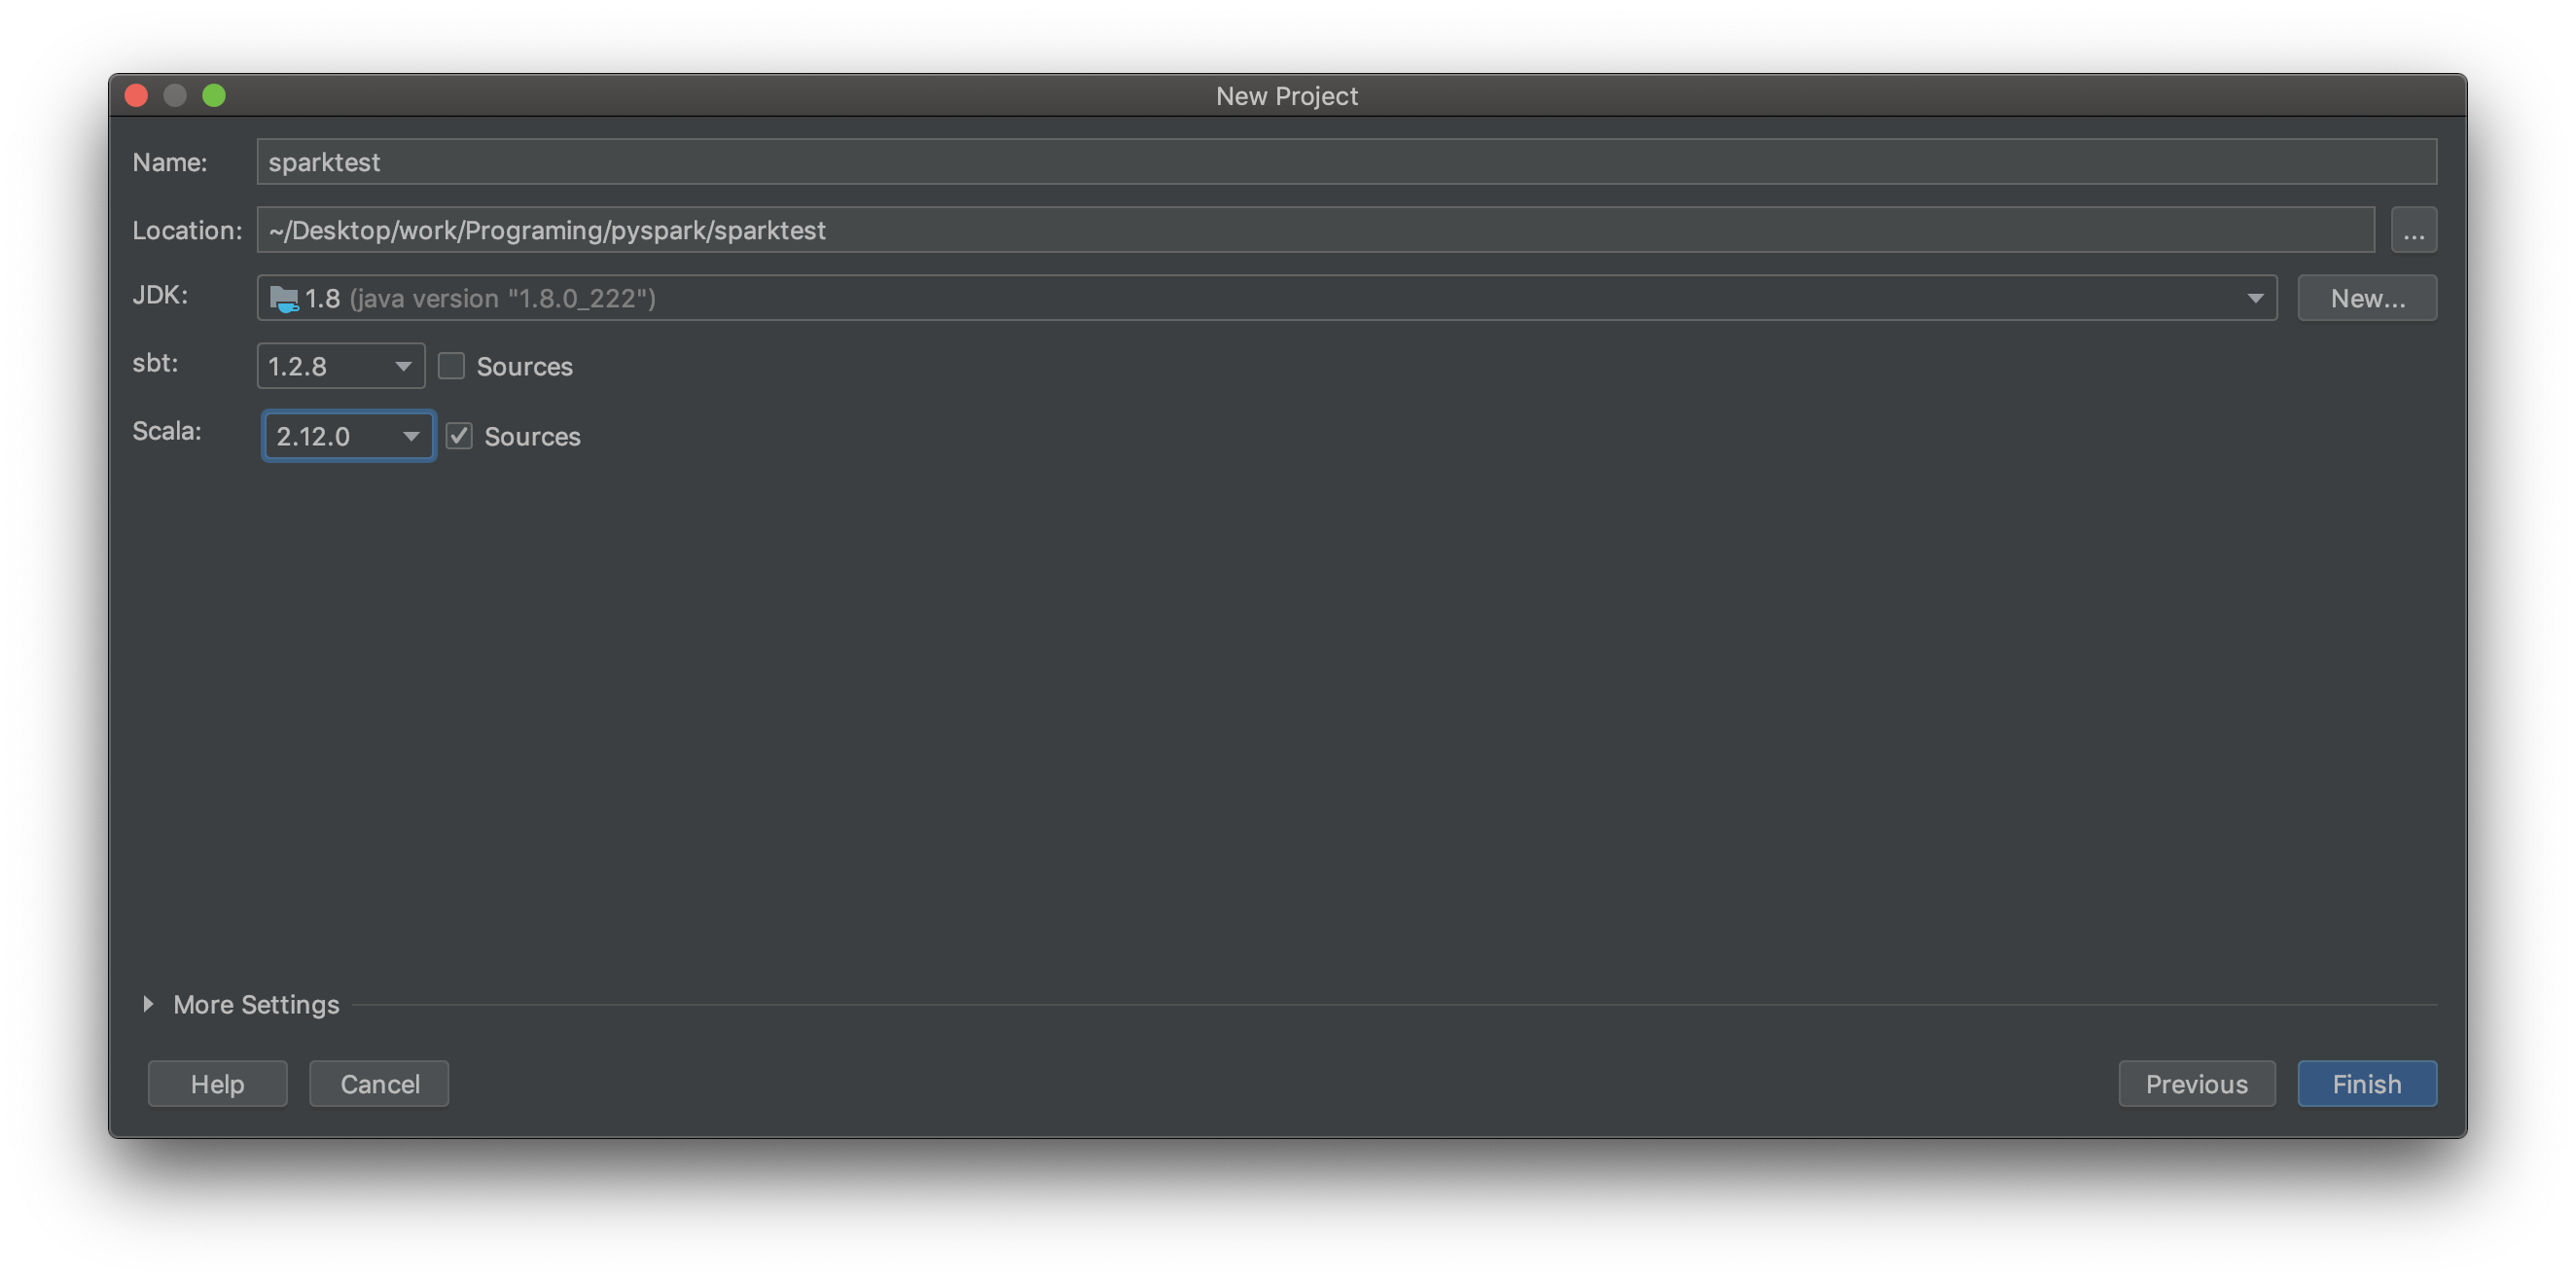 New Project
Name: sparktest
Location: ~/Desktop/work/Programing/pyspark/sparktest ...
JDK: 1.8 (java version "1.8.0_222") New...
sbt: 1.2.8 Sources
Scala: 2.12.0 Sources
More Settings
Help Cancel Previous Finish